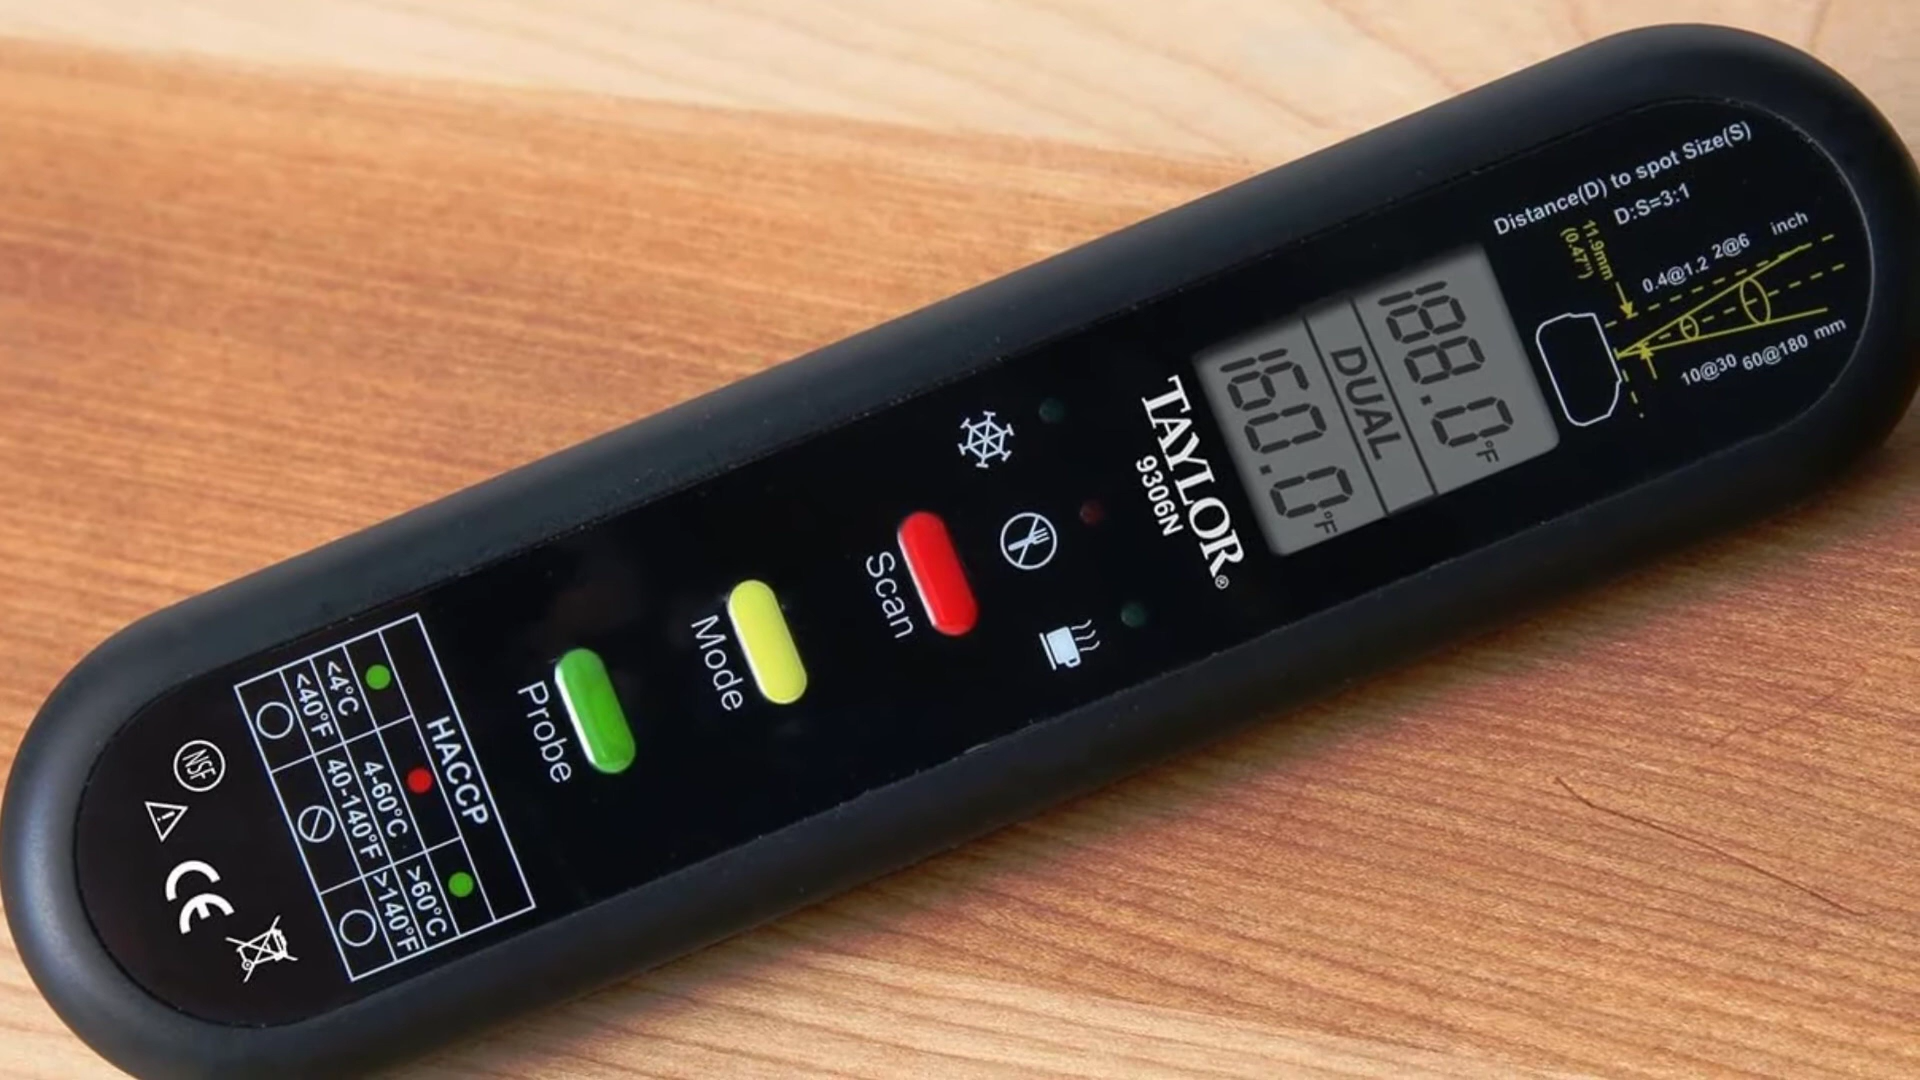 Distance(D) to spot Size(S)
D:S=3:1
11.9mm
(0.47")
0.4@1.2 2@6 inch
10@30 60@180 mm
188.0°F
DUAL
160.0°F
TAYLOR®
9306N
Scan
Mode
Probe
HACCP
<4°C 4-60°C >60°C
<40°F 40-140°F >140°F
NSF
CE